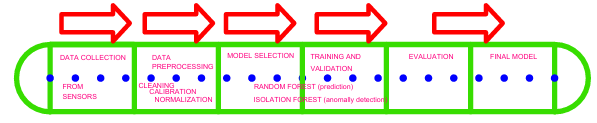 DATA COLLECTION
FROM
SENSORS
DATA
PREPROCESSING
CLEANING
CALIBRATION
NORMALIZATION
MODEL SELECTION
RANDOM FOREST (prediction)
ISOLATION FOREST (anomally detection)
TRAINING AND
VALIDATION
EVALUATION
FINAL MODEL